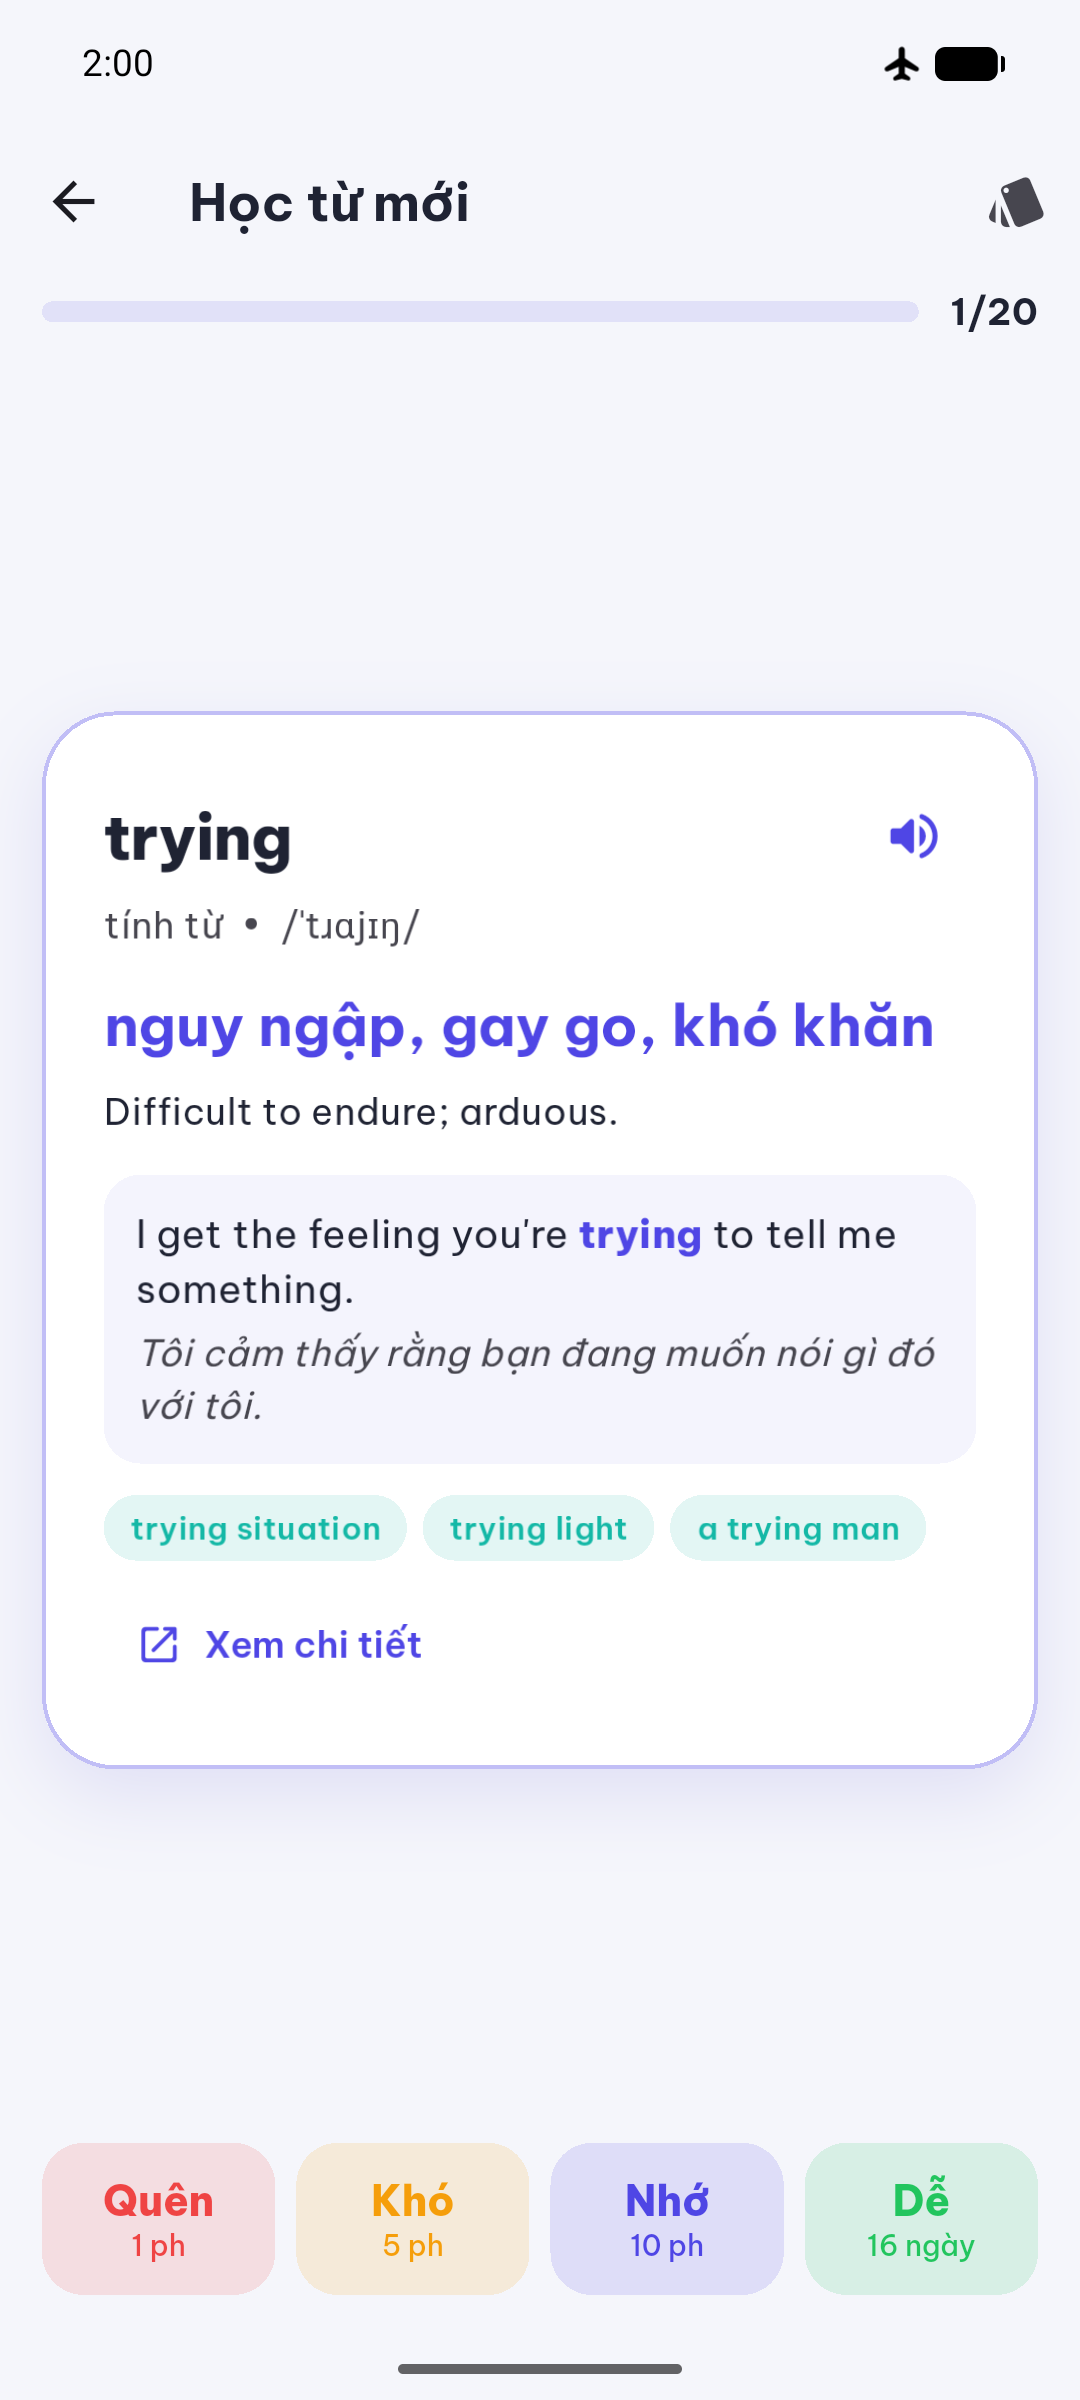 2:00
Học từ mới
1/20
trying
tính từ • /ˈtɹɑjɪŋ/
nguy ngập, gay go, khó khăn
Difficult to endure; arduous.
I get the feeling you're trying to tell me
something.
Tôi cảm thấy rằng bạn đang muốn nói gì đó
với tôi.
trying situation trying light a trying man
Xem chi tiết
Quên Khó Nhớ Dễ
1 ph 5 ph 10 ph 16 ngày